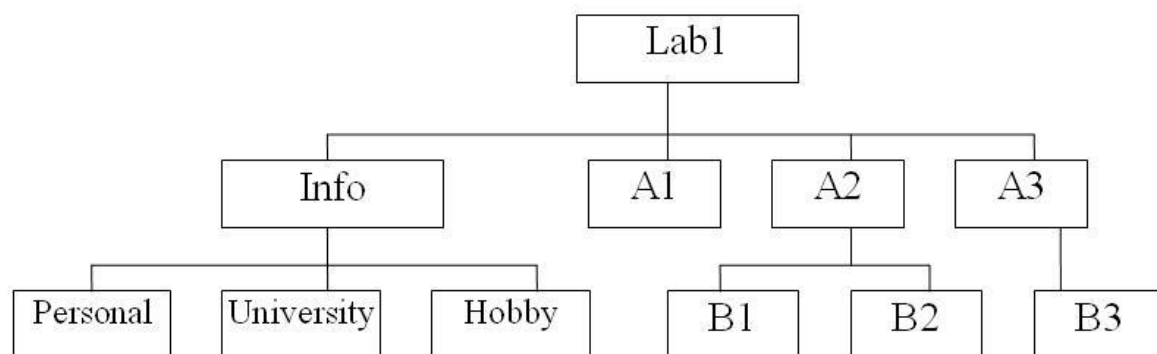 Lab1
Info
A1
A2
A3
Personal
University
Hobby
B1
B2
B3